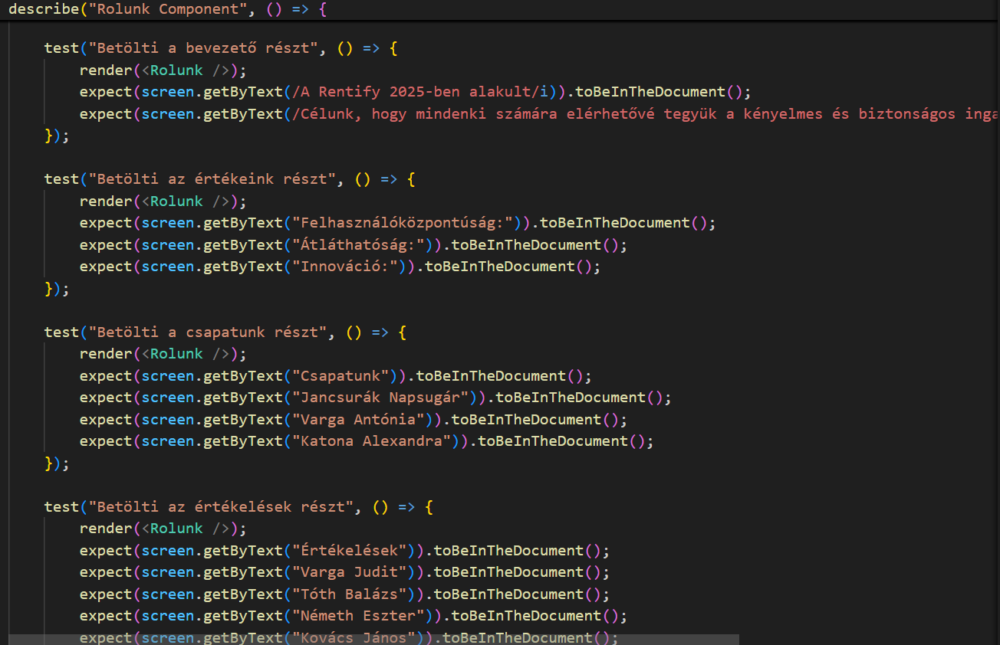 describe("Rolunk Component", () => {
test("Betölti a bevezető részt", () => {
render(<Rolunk />);
expect(screen.getByText(/A Rentify 2025-ben alakult/i)).toBeInTheDocument();
expect(screen.getByText(/Célunk, hogy mindenki számára elérhetővé tegyük a kényelmes és biztonságos inga
});
test("Betölti az értékeink részt", () => {
render(<Rolunk />);
expect(screen.getByText("Felhasználóközpontúság:")).toBeInTheDocument();
expect(screen.getByText("Átláthatóság:")).toBeInTheDocument();
expect(screen.getByText("Innováció:")).toBeInTheDocument();
});
test("Betölti a csapatunk részt", () => {
render(<Rolunk />);
expect(screen.getByText("Csapatunk")).toBeInTheDocument();
expect(screen.getByText("Jancsurák Napsugár")).toBeInTheDocument();
expect(screen.getByText("Varga Antónia")).toBeInTheDocument();
expect(screen.getByText("Katona Alexandra")).toBeInTheDocument();
});
test("Betölti az értékelések részt", () => {
render(<Rolunk />);
expect(screen.getByText("Értékelések")).toBeInTheDocument();
expect(screen.getByText("Varga Judit")).toBeInTheDocument();
expect(screen.getByText("Tóth Balázs")).toBeInTheDocument();
expect(screen.getByText("Németh Eszter")).toBeInTheDocument();
expect(screen.getByText("Kovács János")).toBeInTheDocument();